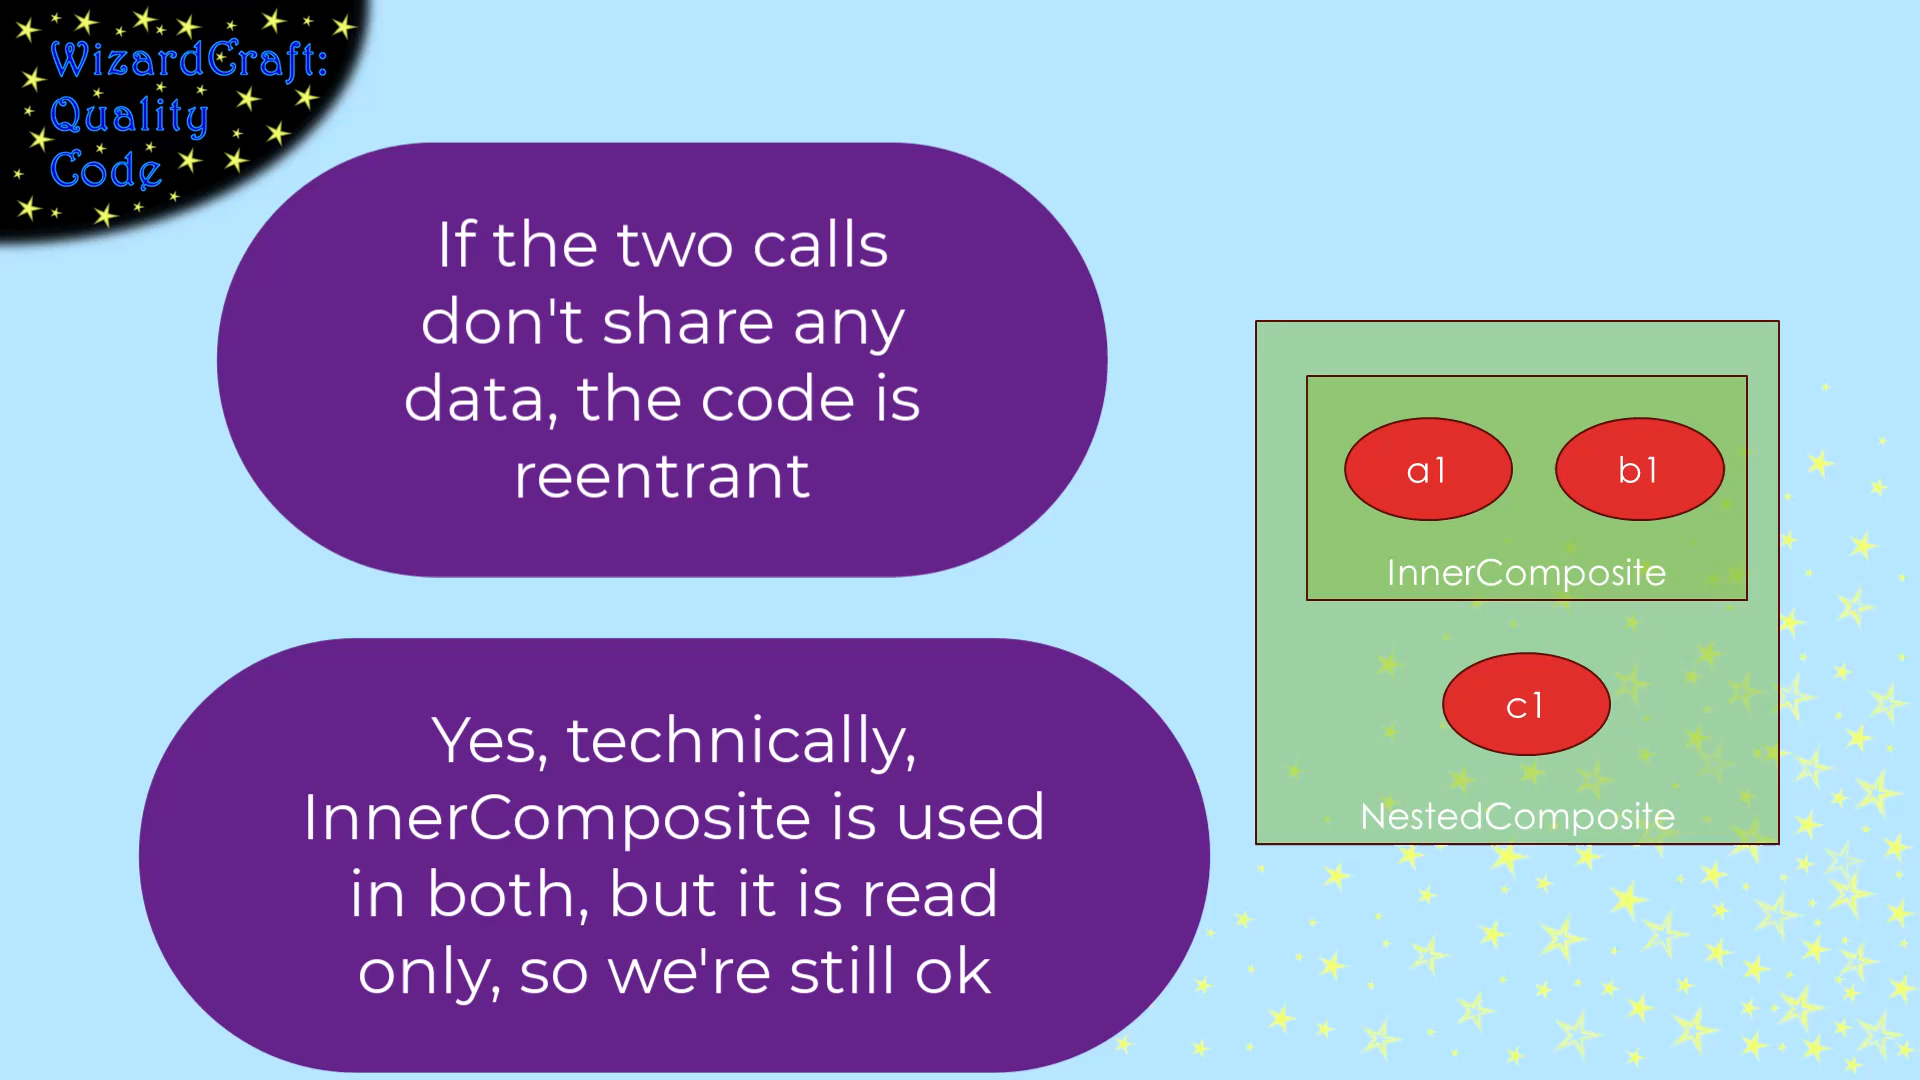 WizardCraft:
Quality
Code
If the two calls
don't share any
data, the code is
reentrant
Yes, technically,
InnerComposite is used
in both, but it is read
only, so we're still ok
a1
b1
InnerComposite
c1
NestedComposite